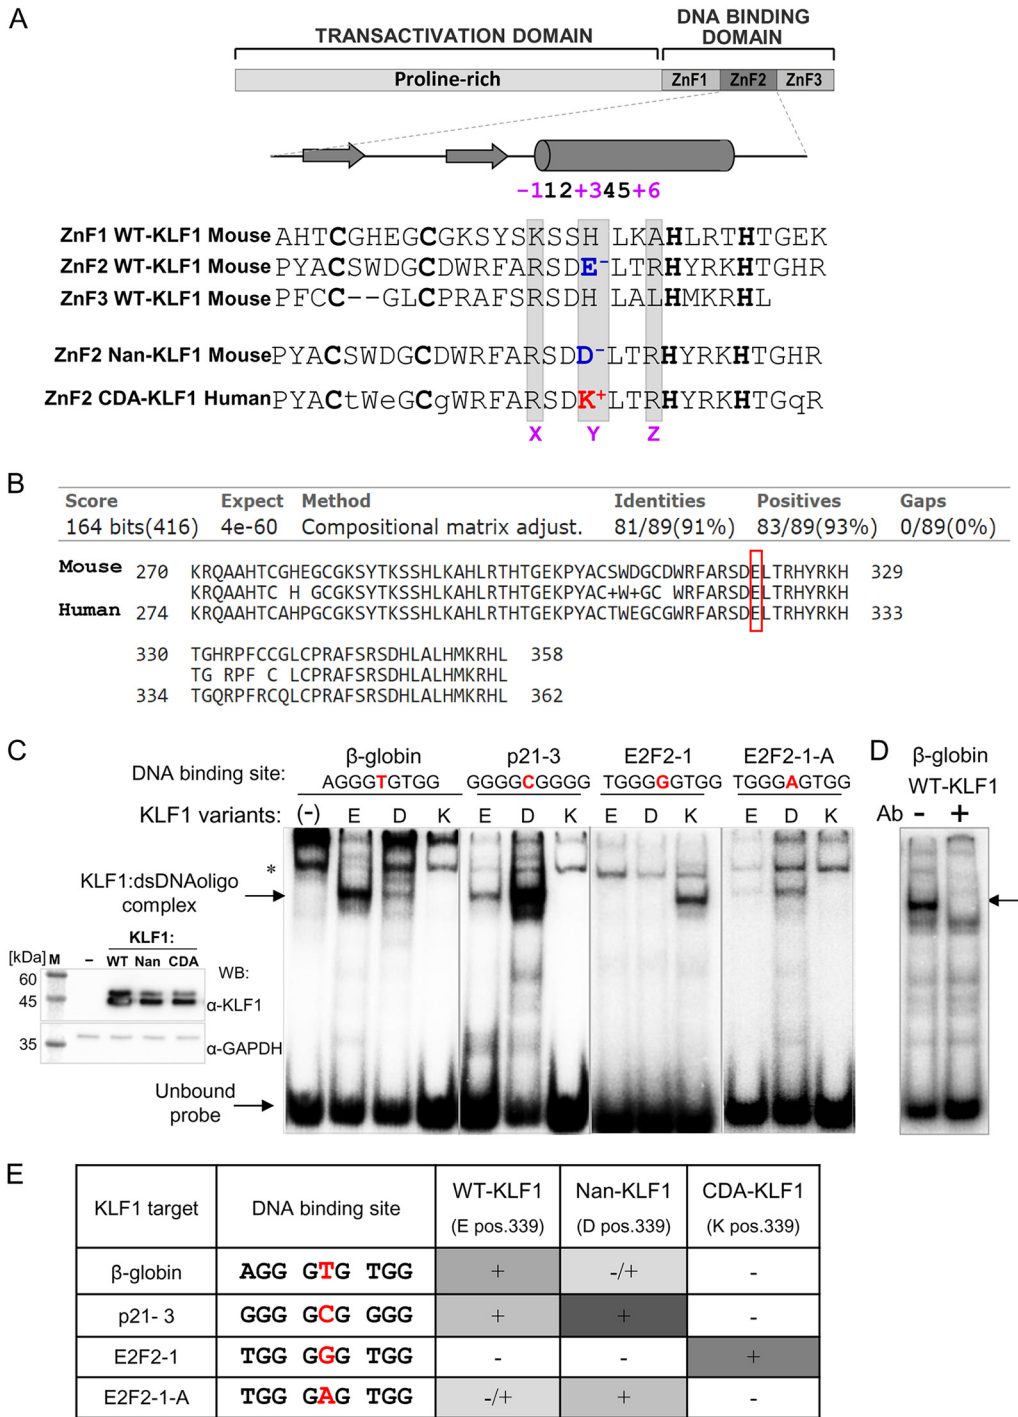 A
TRANSACTIVATION DOMAIN
DNA BINDING
DOMAIN
Proline-rich
ZnF1
ZnF2
ZnF3
-112+345+6
ZnF1 WT-KLF1 Mouse AHTCGHEGCGKSYSKSSH LKAHLRTHTGEK
ZnF2 WT-KLF1 Mouse PYACSWDGCDWRFARSDE⁻LTRHYRKHTGHR
ZnF3 WT-KLF1 Mouse PFCC--GLCPRAFSRSDH LALHMKRHL
ZnF2 Nan-KLF1 Mouse PYACSWDGCDWRFARSDD⁻LTRHYRKHTGHR
ZnF2 CDA-KLF1 Human PYACtWeGCgWRFARSDK⁺LTRHYRKHTGqR
X Y Z
B
Score Expect Method Identities Positives Gaps
164 bits(416) 4e-60 Compositional matrix adjust. 81/89(91%) 83/89(93%) 0/89(0%)
Mouse 270 KRQAAHTCGHEGCGKSYTKSSHLKAHLRTHTGEKPYACSWDGCDWRFARSDELTRHYRKH 329
KRQAAHTC H GCGKSYTKSSHLKAHLRTHTGEKPYAC+W+GC WRFARSDELTRHYRKH
Human 274 KRQAAHTCAHPGCGKSYTKSSHLKAHLRTHTGEKPYACTWEGCGWRFARSDELTRHYRKH 333
330 TGHRPFCCGLCPRAFSRSDHLALHMKRHL 358
TG RPF C LCPRAFSRSDHLALHMKRHL
334 TGQRPFRCQLCPRAFSRSDHLALHMKRHL 362
C
β-globin p21-3 E2F2-1 E2F2-1-A
DNA binding site: AGGGTGTGG GGGGCGGGG TGGGGGTGG TGGGAGTGG
KLF1 variants: (-) E D K E D K E D K E D K
*
KLF1:dsDNAoligo
complex
KLF1:
[kDa] M – WT Nan CDA
WB:
60
45
α-KLF1
35
α-GAPDH
Unbound
probe
D
β-globin
WT-KLF1
Ab - +
E
KLF1 target DNA binding site WT-KLF1 (E pos.339) Nan-KLF1 (D pos.339) CDA-KLF1 (K pos.339)
β-globin AGG GTG TGG + -/+ -
p21- 3 GGG GCG GGG + + -
E2F2-1 TGG GGG TGG - - +
E2F2-1-A TGG GAG TGG -/+ + -